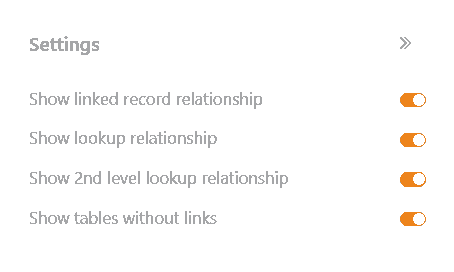 Settings
Show linked record relationship
Show lookup relationship
Show 2nd level lookup relationship
Show tables without links